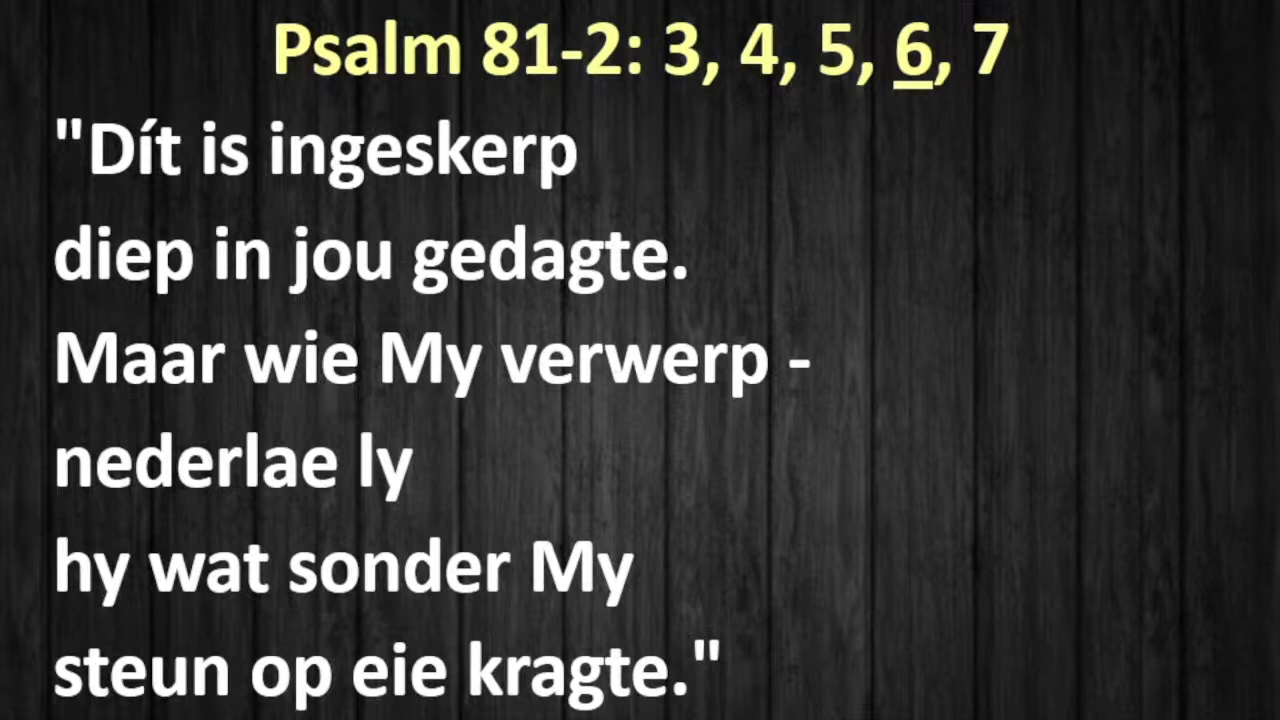 Psalm 81-2: 3, 4, 5, 6, 7
"Dít is ingeskerp
diep in jou gedagte.
Maar wie My verwerp -
nederlae ly
hy wat sonder My
steun op eie kragte."